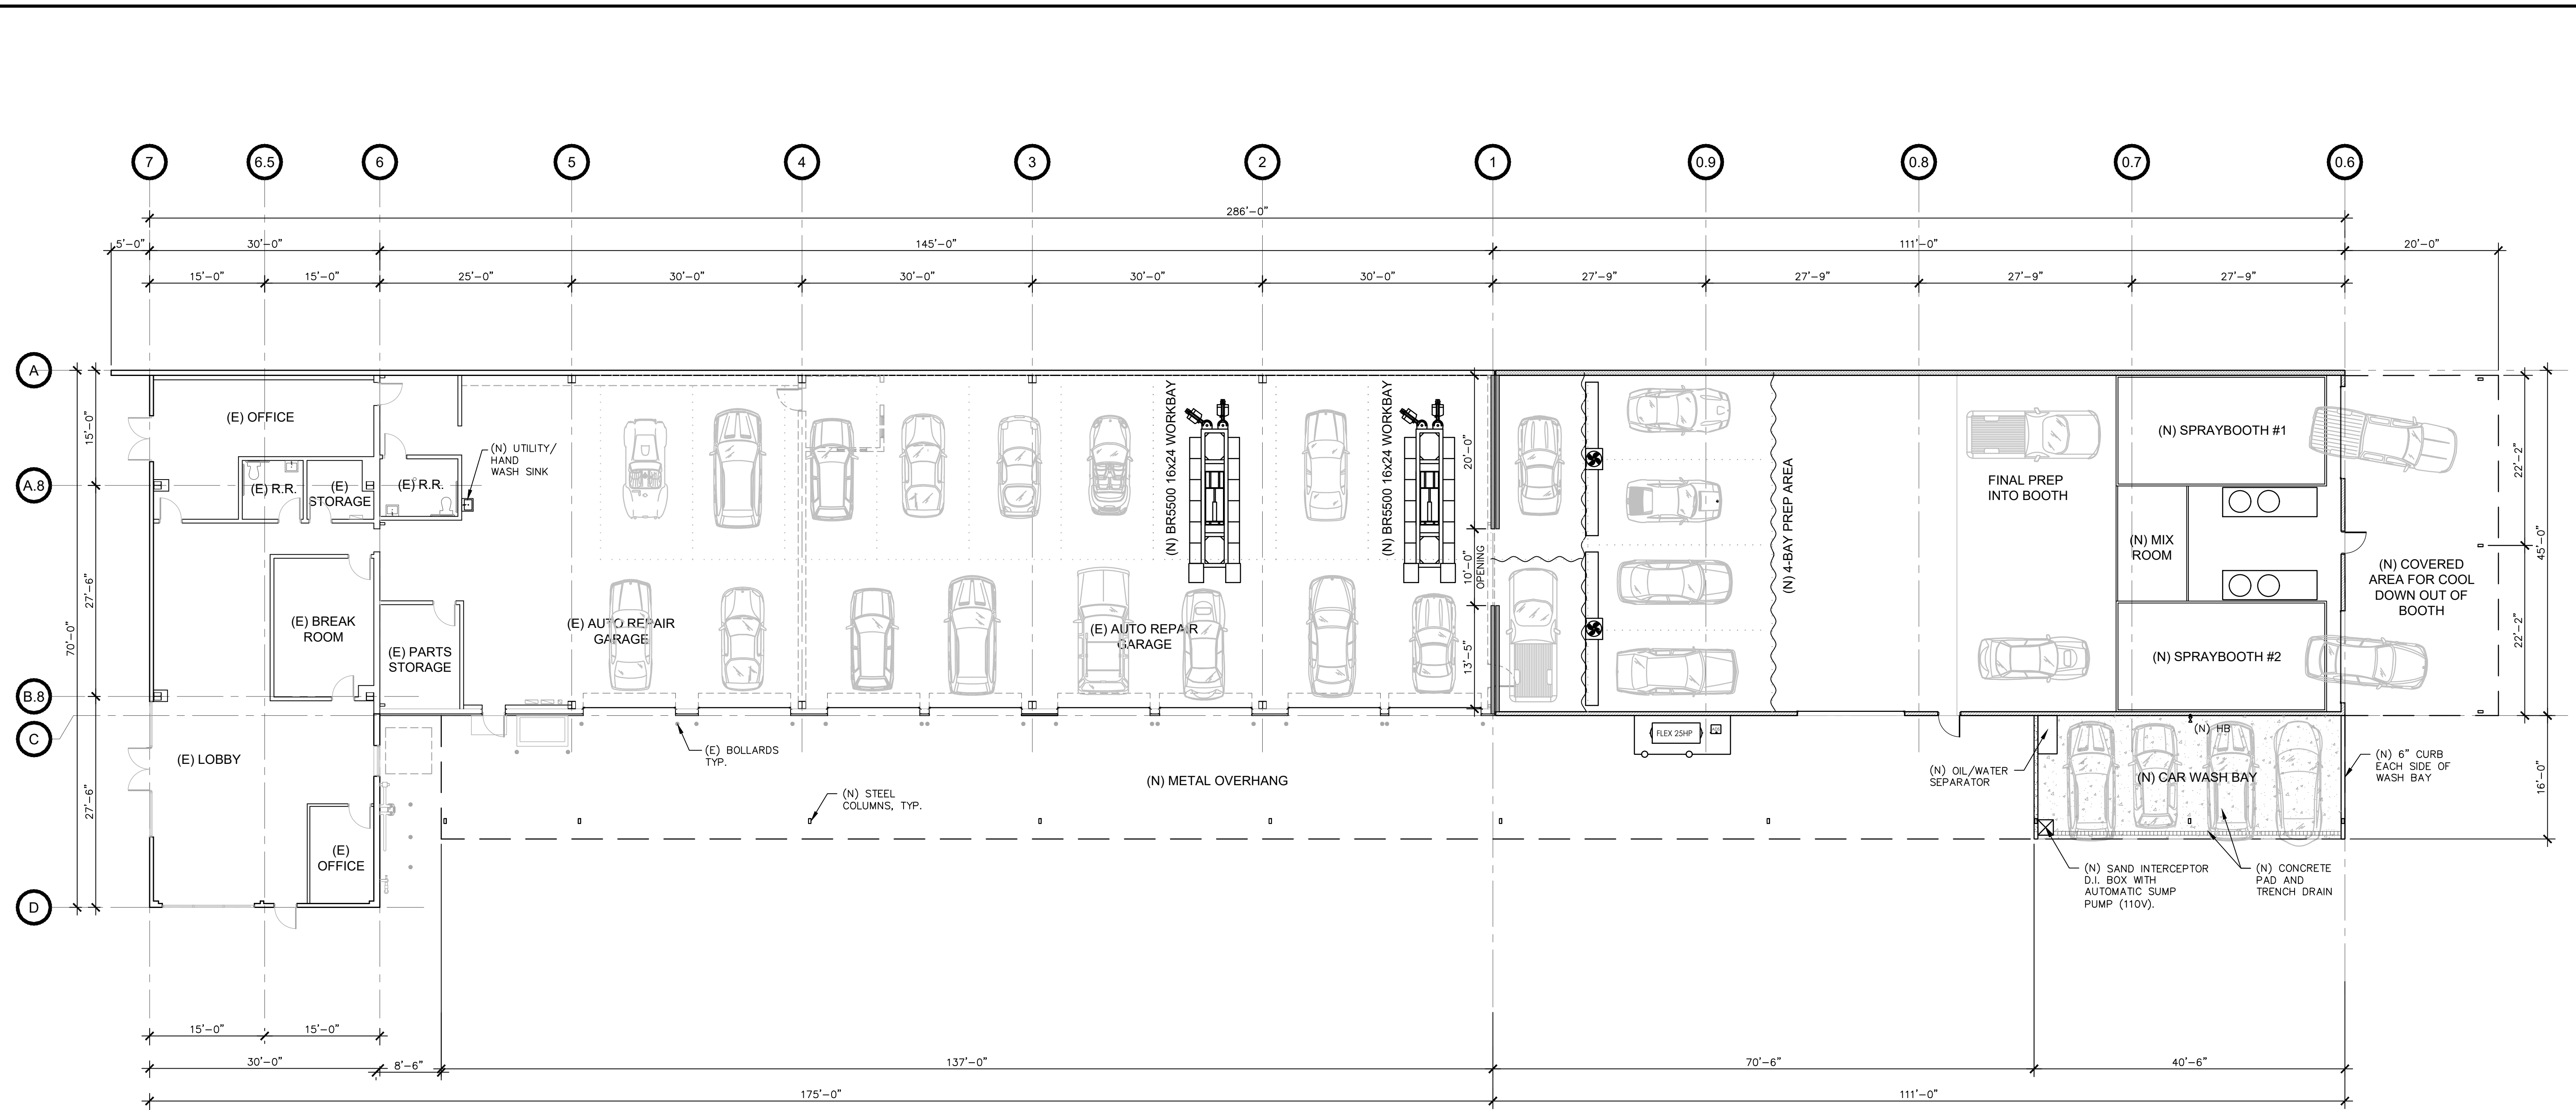 7
6.5
6
5
4
3
2
1
0.9
0.8
0.7
0.6
286'-0"
5'-0"
30'-0"
145'-0"
111'-0"
20'-0"
15'-0"
15'-0"
25'-0"
30'-0"
30'-0"
30'-0"
30'-0"
27'-9"
27'-9"
27'-9"
27'-9"
A
A.8
B.8
C
D
70'-0"
15'-0"
27'-6"
27'-6"
(E) OFFICE
(E) R.R.
(E)
STORAGE
(E) R.R.
(N) UTILITY/
HAND
WASH SINK
(E) BREAK
ROOM
(E) PARTS
STORAGE
(E) LOBBY
(E)
OFFICE
(E) AUTO REPAIR
GARAGE
(E) AUTO REPAIR
GARAGE
(N) BR5500 16x24 WORKBAY
(N) BR5500 16x24 WORKBAY
20'-0"
10'-0"
OPENING
13'-5"
(N) 4-BAY PREP AREA
FINAL PREP
INTO BOOTH
(N) SPRAYBOOTH #1
(N) MIX
ROOM
(N) SPRAYBOOTH #2
(N) COVERED
AREA FOR COOL
DOWN OUT OF
BOOTH
22'-2"
22'-2"
45'-0"
16'-0"
(E) BOLLARDS
TYP.
(N) STEEL
COLUMNS, TYP.
(N) METAL OVERHANG
FLEX 25HP
(N) OIL/WATER
SEPARATOR
(N) HB
(N) CAR WASH BAY
(N) 6" CURB
EACH SIDE OF
WASH BAY
(N) SAND INTERCEPTOR
D.I. BOX WITH
AUTOMATIC SUMP
PUMP (110V).
(N) CONCRETE
PAD AND
TRENCH DRAIN
15'-0"
15'-0"
30'-0"
8'-6"
137'-0"
70'-6"
40'-6"
175'-0"
111'-0"